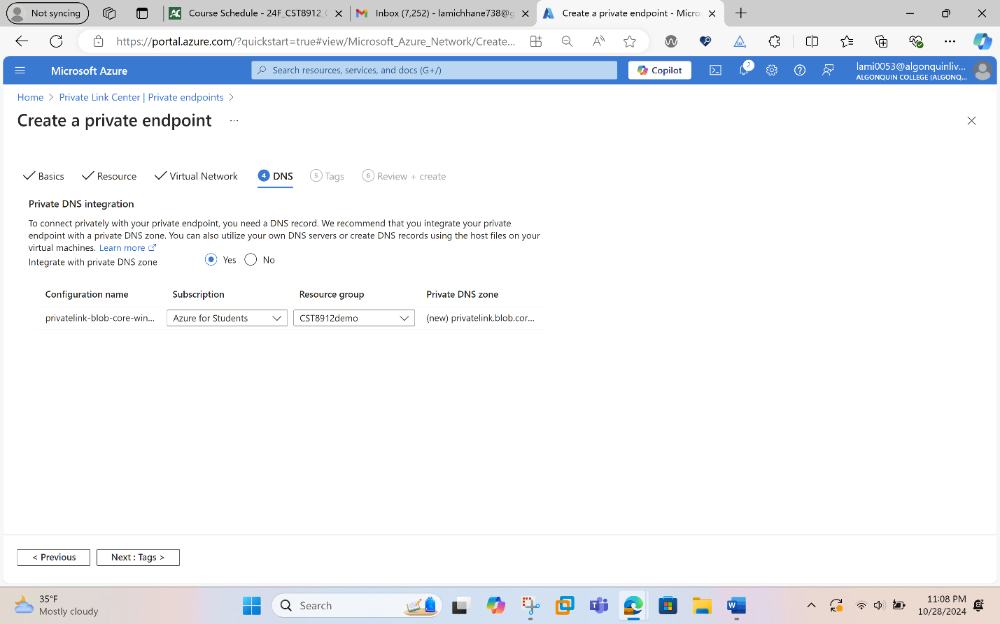 Not syncing
Course Schedule - 24F_CST8912_
Inbox (7,252) - lamichhane738@g
Create a private endpoint - Micro
https://portal.azure.com/?quickstart=true#view/Microsoft_Azure_Network/Create...
Microsoft Azure
Search resources, services, and docs (G+/)
Copilot
2
lami0053@algonquinliv...
ALGONQUIN COLLEGE (ALGONQ...
Home > Private Link Center | Private endpoints >
Create a private endpoint ...
Basics
Resource
Virtual Network
4 DNS
5 Tags
6 Review + create
Private DNS integration
To connect privately with your private endpoint, you need a DNS record. We recommend that you integrate your private
endpoint with a private DNS zone. You can also utilize your own DNS servers or create DNS records using the host files on your
virtual machines. Learn more
Integrate with private DNS zone Yes No
Configuration name Subscription Resource group Private DNS zone
privatelink-blob-core-win... Azure for Students CST8912demo (new) privatelink.blob.cor...
< Previous Next : Tags >
35°F
Mostly cloudy
Search
11:08 PM
10/28/2024